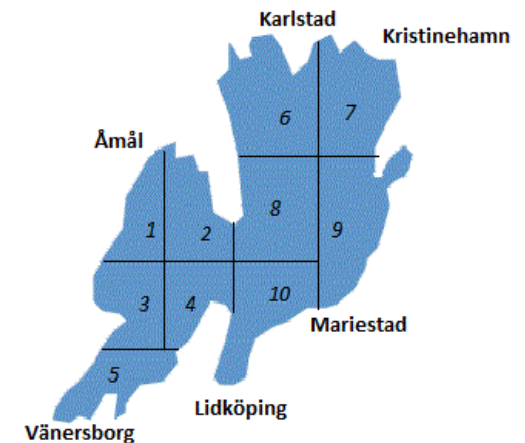 Karlstad
Kristinehamn
6
7
Åmål
8
1
2
9
3
4
10
Mariestad
5
Lidköping
Vänersborg